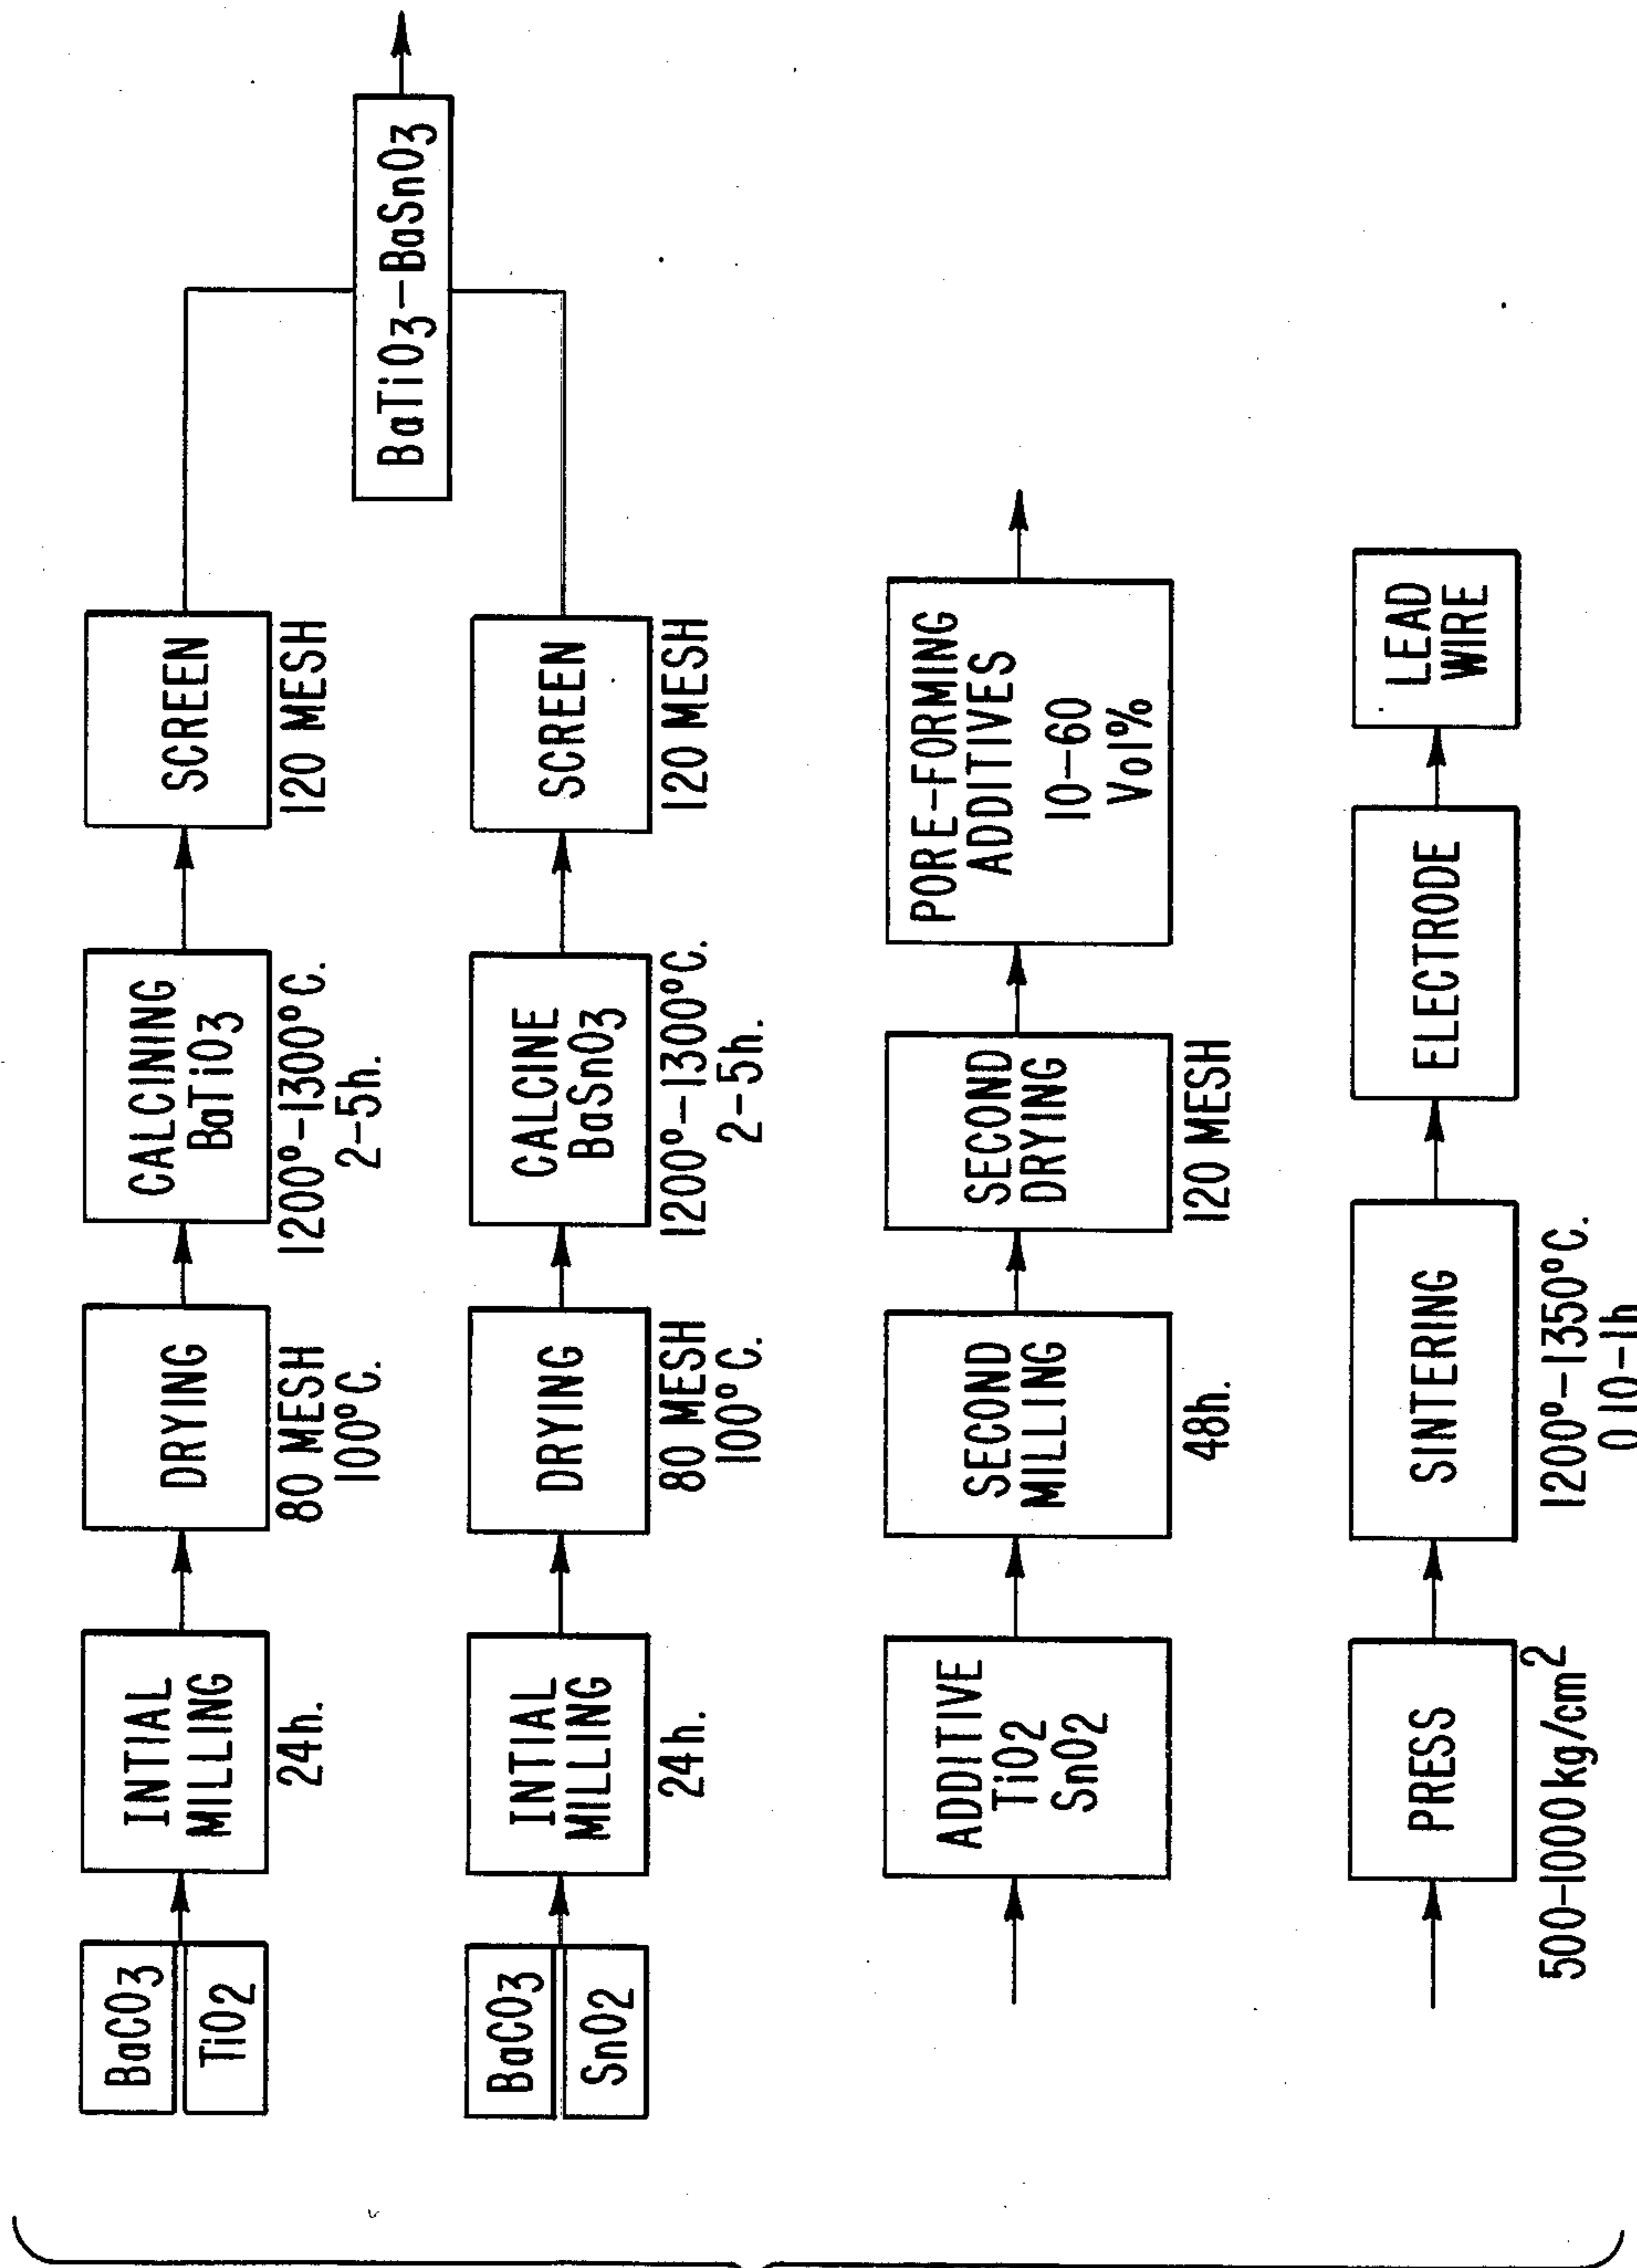 BaCO3
TiO2
INTIAL
MILLING
24h.
DRYING
80 MESH
100°C.
CALCINING
BaTiO3
1200°-1300°C.
2-5h.
SCREEN
120 MESH
BaCO3
SnO2
INTIAL
MILLING
24h.
DRYING
80 MESH
100°C.
CALCINE
BaSnO3
1200°-1300°C.
2-5h.
SCREEN
120 MESH
BaTiO3-BaSnO3
ADDITIVE
TiO2
SnO2
SECOND
MILLING
48h.
SECOND
DRYING
120 MESH
PORE-FORMING
ADDITIVES
10-60
Vol%
PRESS
500-1000 kg/cm2
SINTERING
1200°-1350°C.
ELECTRODE
LEAD
WIRE